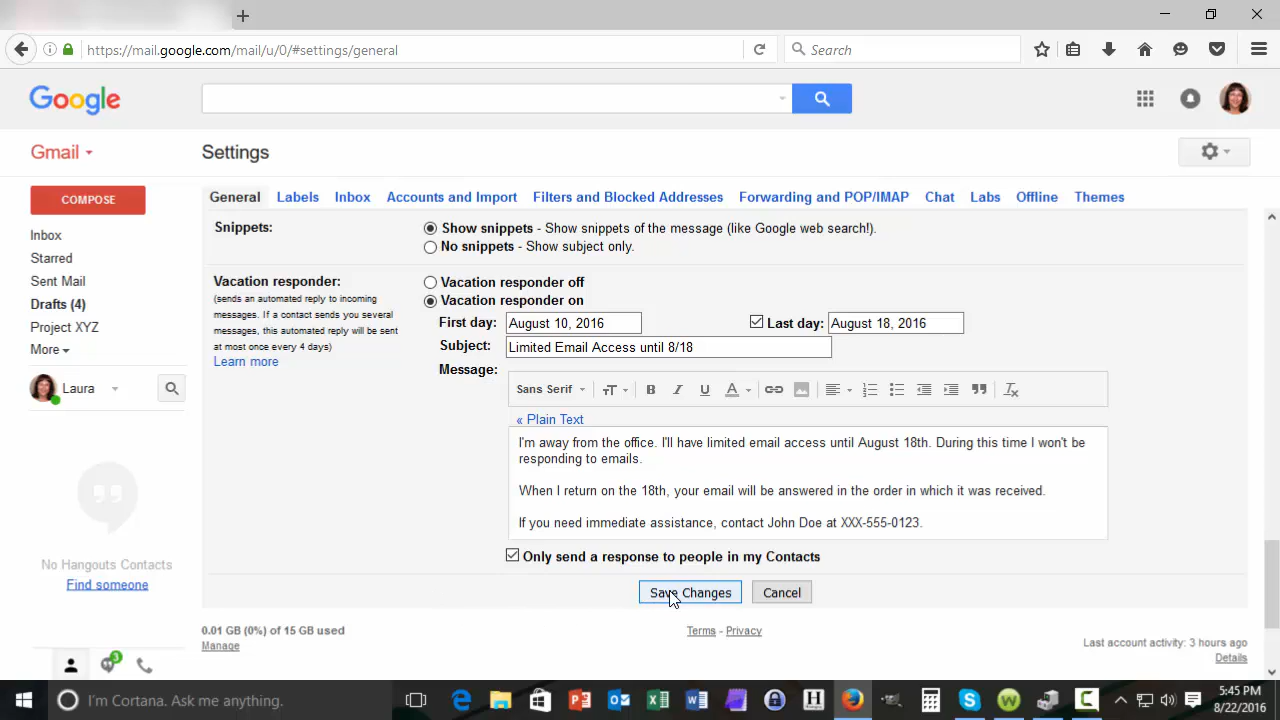 https://mail.google.com/mail/u/0/#settings/general
Search
Google
Gmail
Settings
COMPOSE
General Labels Inbox Accounts and Import Filters and Blocked Addresses Forwarding and POP/IMAP Chat Labs Offline Themes
Inbox
Starred
Sent Mail
Drafts (4)
Project XYZ
More
Laura
No Hangouts Contacts
Find someone
3
Snippets:
Show snippets - Show snippets of the message (like Google web search!).
No snippets - Show subject only.
Vacation responder:
(sends an automated reply to incoming
messages. If a contact sends you several
messages, this automated reply will be sent
at most once every 4 days)
Learn more
Vacation responder off
Vacation responder on
First day: August 10, 2016 Last day: August 18, 2016
Subject: Limited Email Access until 8/18
Message:
Sans Serif
« Plain Text
I'm away from the office. I'll have limited email access until August 18th. During this time I won't be
responding to emails.
When I return on the 18th, your email will be answered in the order in which it was received.
If you need immediate assistance, contact John Doe at XXX-555-0123.
Only send a response to people in my Contacts
Save Changes Cancel
0.01 GB (0%) of 15 GB used
Manage
Terms - Privacy
Last account activity: 3 hours ago
Details
I'm Cortana. Ask me anything.
5:45 PM
8/22/2016